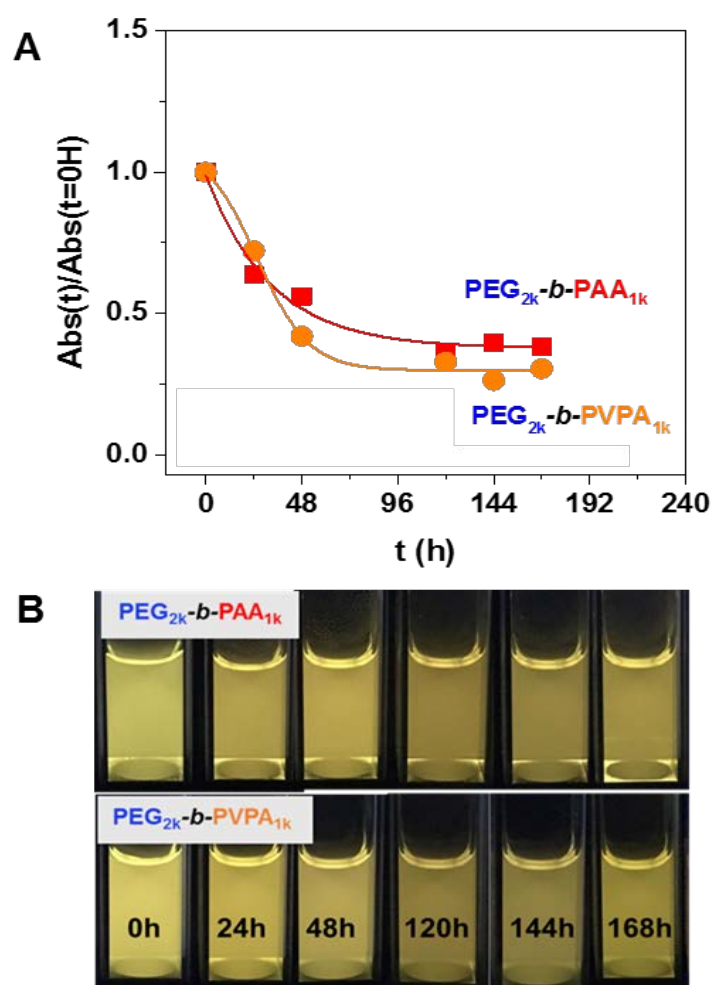 A
1.5
1.0
0.5
0.0
Abs(t)/Abs(t=0H)
PEG2k-b-PAA1k
PEG2k-b-PVPA1k
0 48 96 144 192 240
t (h)
B
PEG2k-b-PAA1k
PEG2k-b-PVPA1k
0h 24h 48h 120h 144h 168h